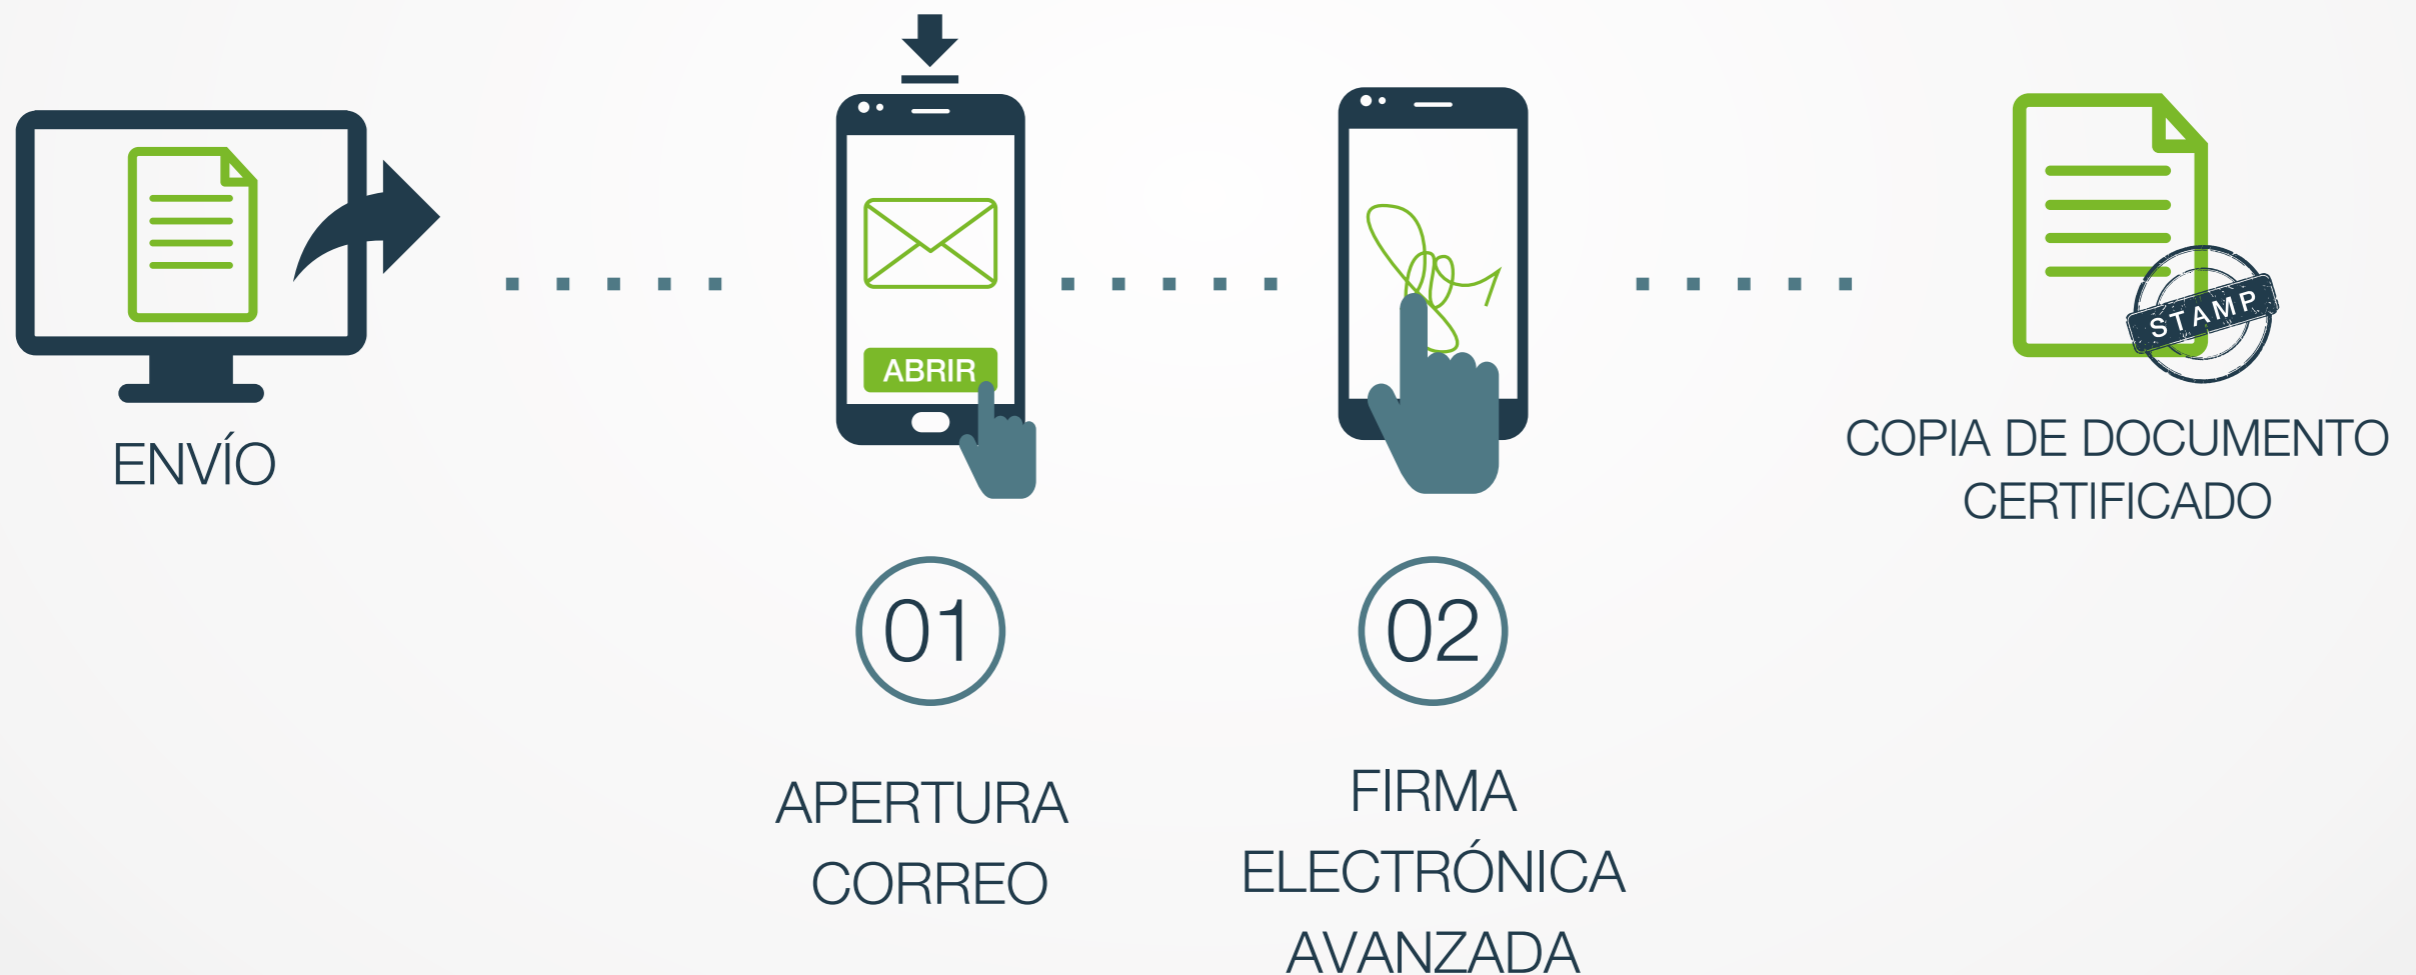 ENVÍO
ABRIR
01
APERTURA
CORREO
02
FIRMA
ELECTRÓNICA
AVANZADA
STAMP
COPIA DE DOCUMENTO
CERTIFICADO